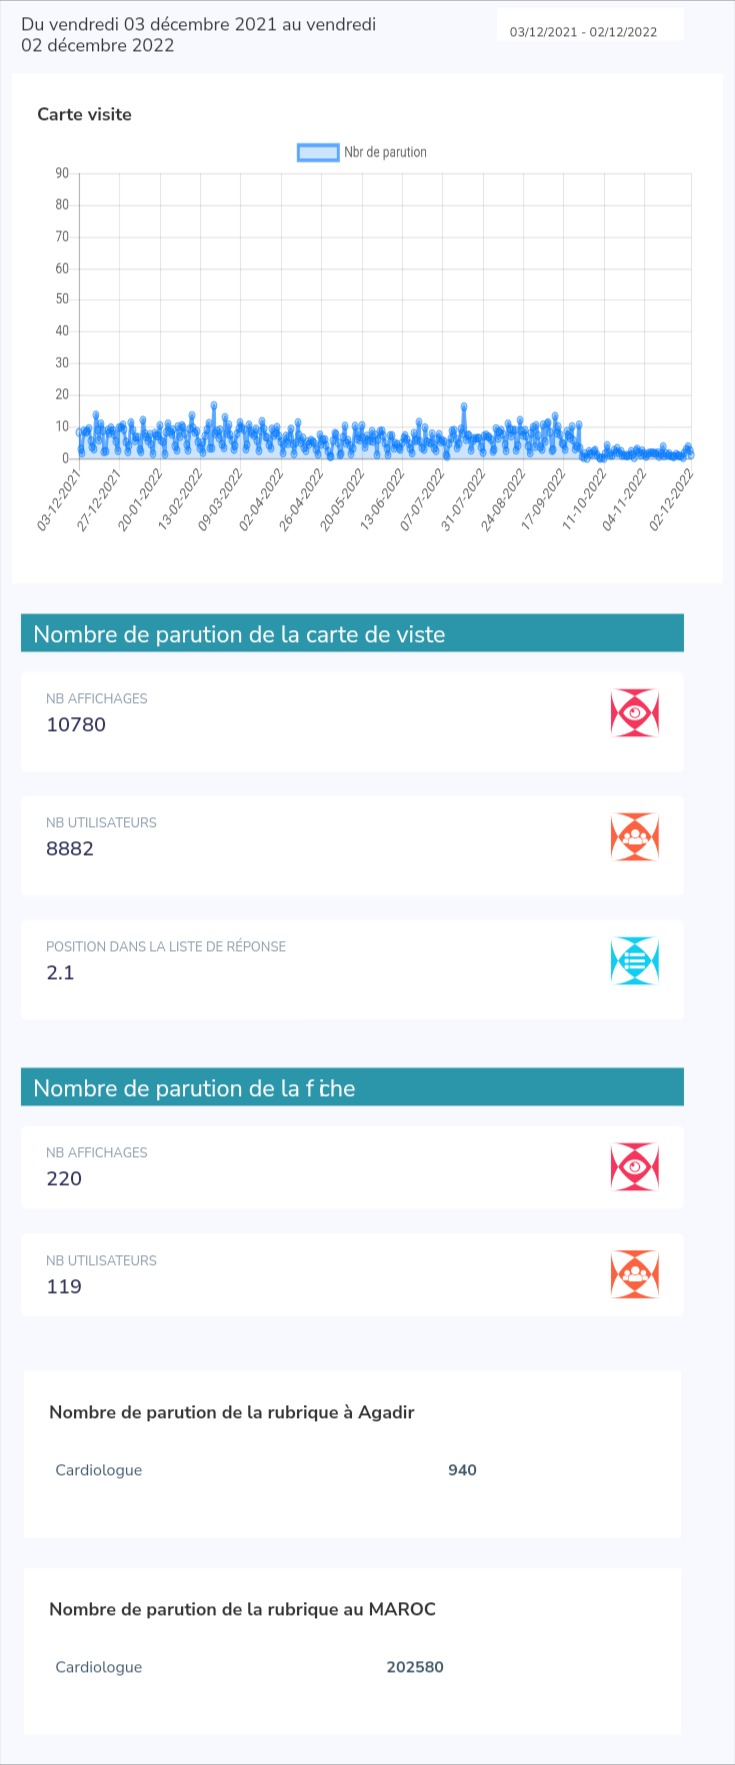 Du vendredi 03 décembre 2021 au vendredi
02 décembre 2022
03/12/2021 - 02/12/2022
Carte visite
Nbr de parution
90
80
70
60
50
40
30
20
10
0
03-12-2021
27-12-2021
20-01-2022
13-02-2022
09-03-2022
02-04-2022
26-04-2022
20-05-2022
13-06-2022
07-07-2022
31-07-2022
24-08-2022
17-09-2022
11-10-2022
04-11-2022
02-12-2022
Nombre de parution de la carte de viste
NB AFFICHAGES
10780
NB UTILISATEURS
8882
POSITION DANS LA LISTE DE RÉPONSE
2.1
Nombre de parution de la fiche
NB AFFICHAGES
220
NB UTILISATEURS
119
Nombre de parution de la rubrique à Agadir
Cardiologue 940
Nombre de parution de la rubrique au MAROC
Cardiologue 202580